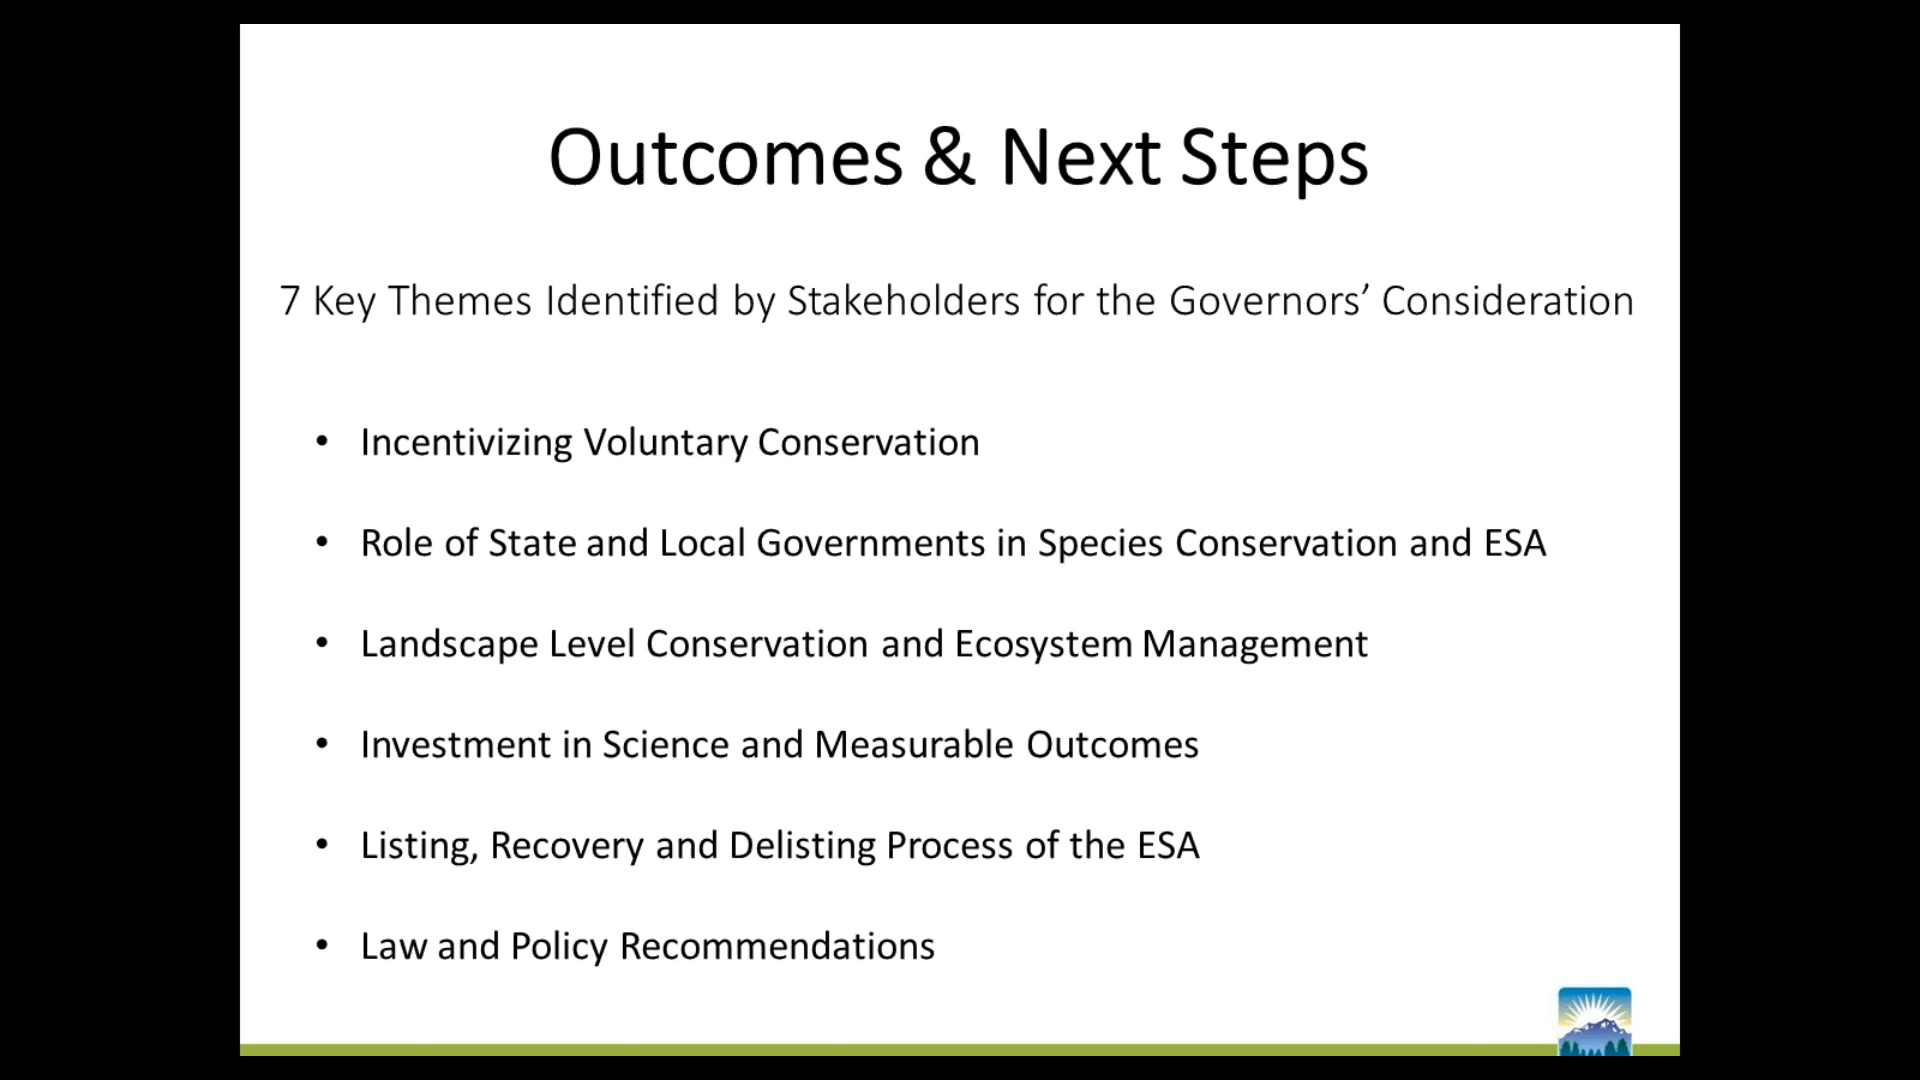 Outcomes & Next Steps
7 Key Themes Identified by Stakeholders for the Governors’ Consideration
• Incentivizing Voluntary Conservation
• Role of State and Local Governments in Species Conservation and ESA
• Landscape Level Conservation and Ecosystem Management
• Investment in Science and Measurable Outcomes
• Listing, Recovery and Delisting Process of the ESA
• Law and Policy Recommendations